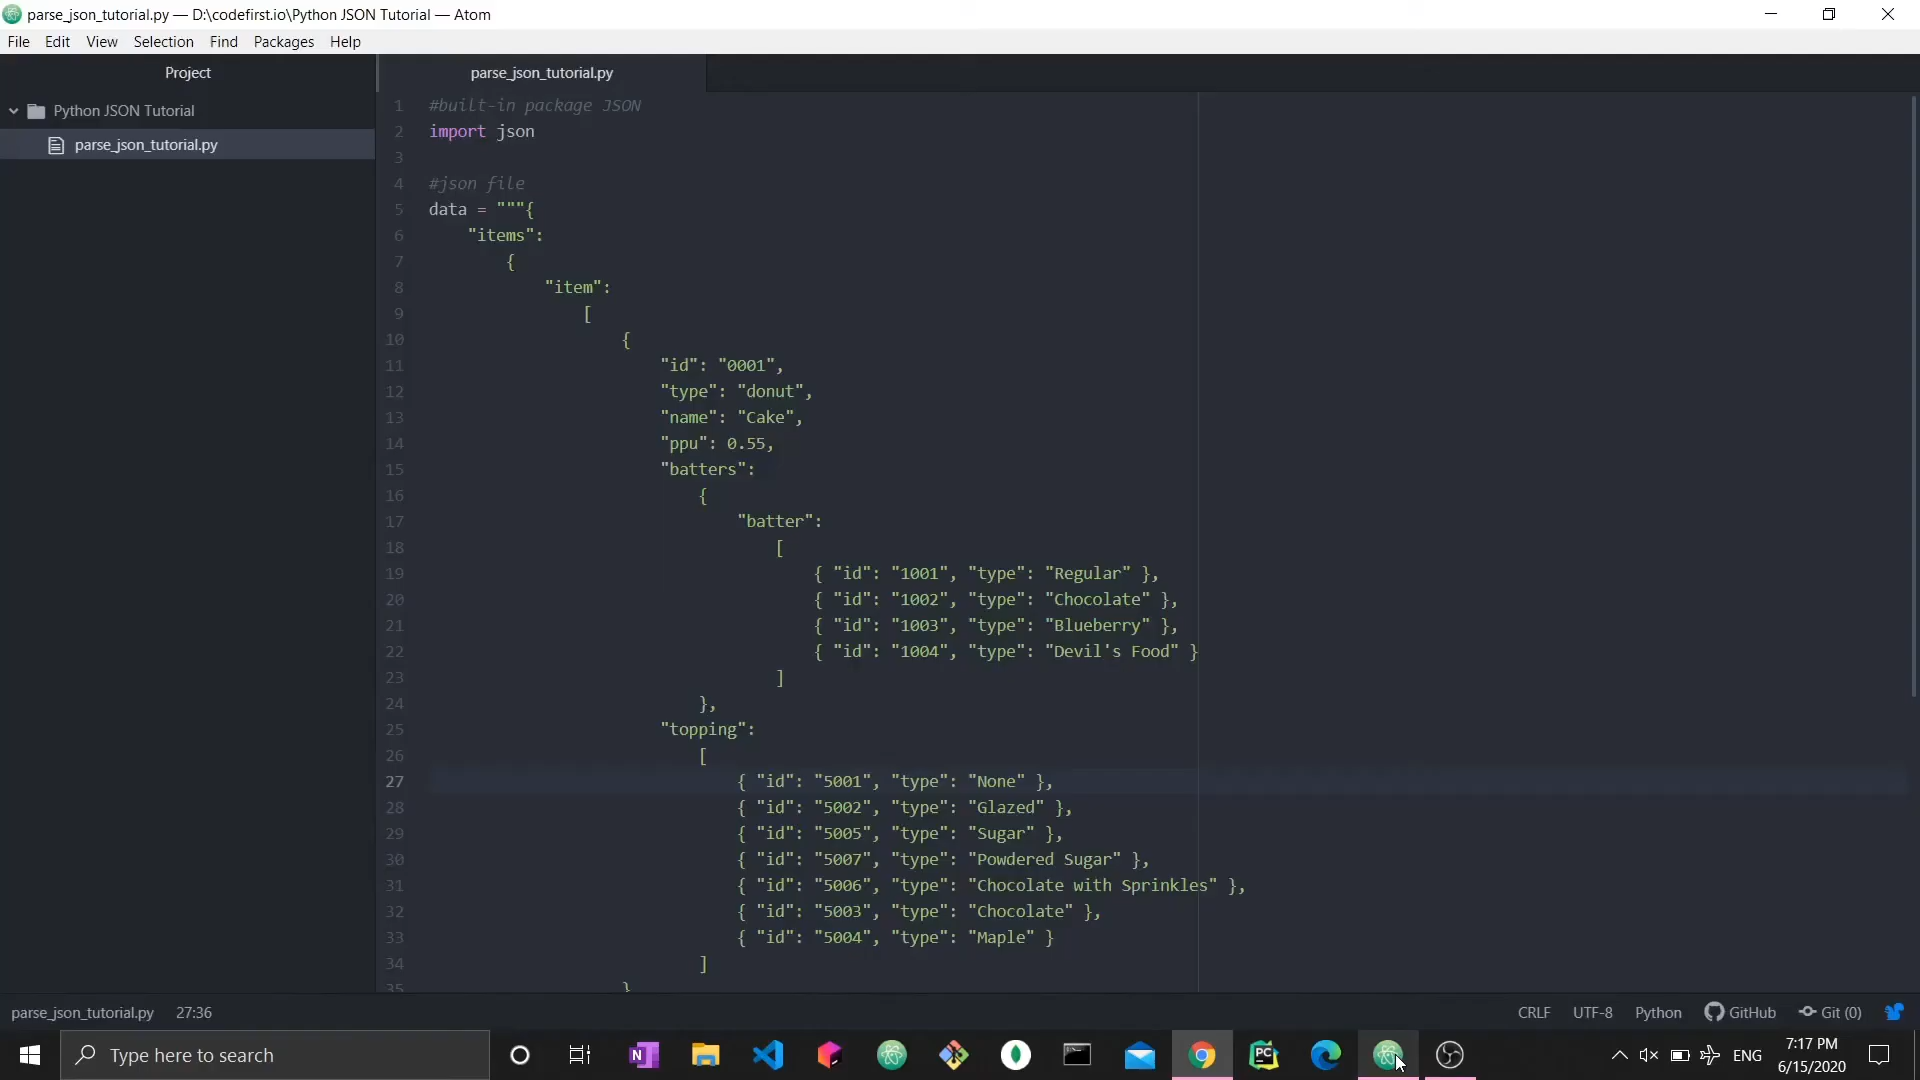 parse_json_tutorial.py — D:\codefirst.io\Python JSON Tutorial — Atom
File Edit View Selection Find Packages Help
Project
Python JSON Tutorial
parse_json_tutorial.py
parse_json_tutorial.py
1 #built-in package JSON
2 import json
3
4 #json file
5 data = """{
6 "items":
7 {
8 "item":
9 [
10 {
11 "id": "0001",
12 "type": "donut",
13 "name": "Cake",
14 "ppu": 0.55,
15 "batters":
16 {
17 "batter":
18 [
19 { "id": "1001", "type": "Regular" },
20 { "id": "1002", "type": "Chocolate" },
21 { "id": "1003", "type": "Blueberry" },
22 { "id": "1004", "type": "Devil's Food" }
23 ]
24 },
25 "topping":
26 [
27 { "id": "5001", "type": "None" },
28 { "id": "5002", "type": "Glazed" },
29 { "id": "5005", "type": "Sugar" },
30 { "id": "5007", "type": "Powdered Sugar" },
31 { "id": "5006", "type": "Chocolate with Sprinkles" },
32 { "id": "5003", "type": "Chocolate" },
33 { "id": "5004", "type": "Maple" }
34 ]
35 }
parse_json_tutorial.py 27:36 CRLF UTF-8 Python GitHub Git (0)
Type here to search
N PC ENG
7:17 PM
6/15/2020